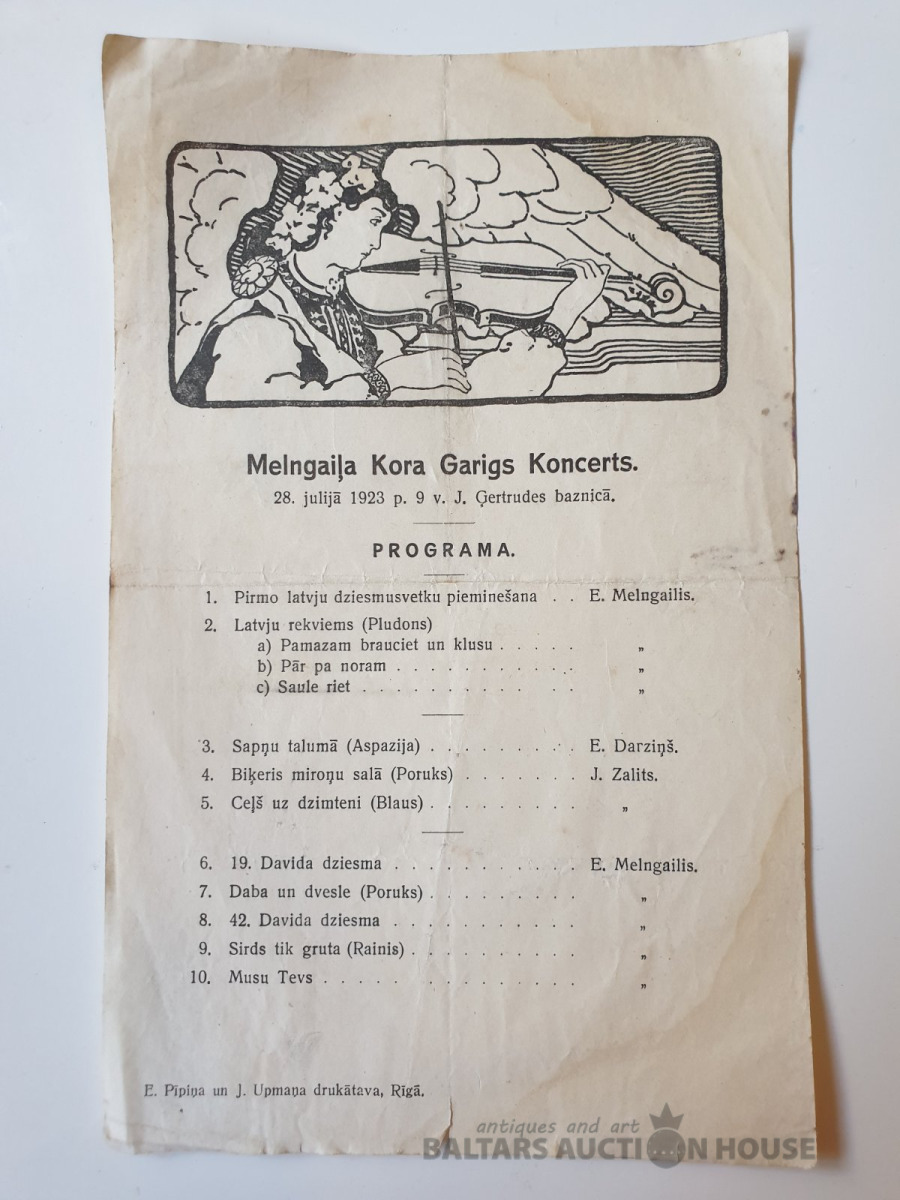 Melngaiļa Kora Garigs Koncerts.
28. julijā 1923 p. 9 v. J. Ģertrudes baznicā.
PROGRAMA.
1. Pirmo latvju dziesmusvetku pieminešana . . E. Melngailis.
2. Latvju rekviems (Pludons)
a) Pamazam brauciet un klusu . . . . . „
b) Pār pa noram . . . . . . . . . . . „
c) Saule riet . . . . . . . . . . . . „
3. Sapņu talumā (Aspazija) . . . . . . . . . E. Darziņš.
4. Biķeris miroņu salā (Poruks) . . . . . . . J. Zalits.
5. Ceļš uz dzimteni (Blaus) . . . . . . . . . „
6. 19. Davida dziesma . . . . . . . . . . . E. Melngailis.
7. Daba un dvesle (Poruks) . . . . . . . . . „
8. 42. Davida dziesma . . . . . . . . . . . „
9. Sirds tik gruta (Rainis) . . . . . . . . . . „
10. Musu Tevs . . . . . . . . . . . . . . „
E. Pīpiņa un J. Upmaņa drukātava, Rīgā.
antiques and art
BALTARS AUCTION HOUSE